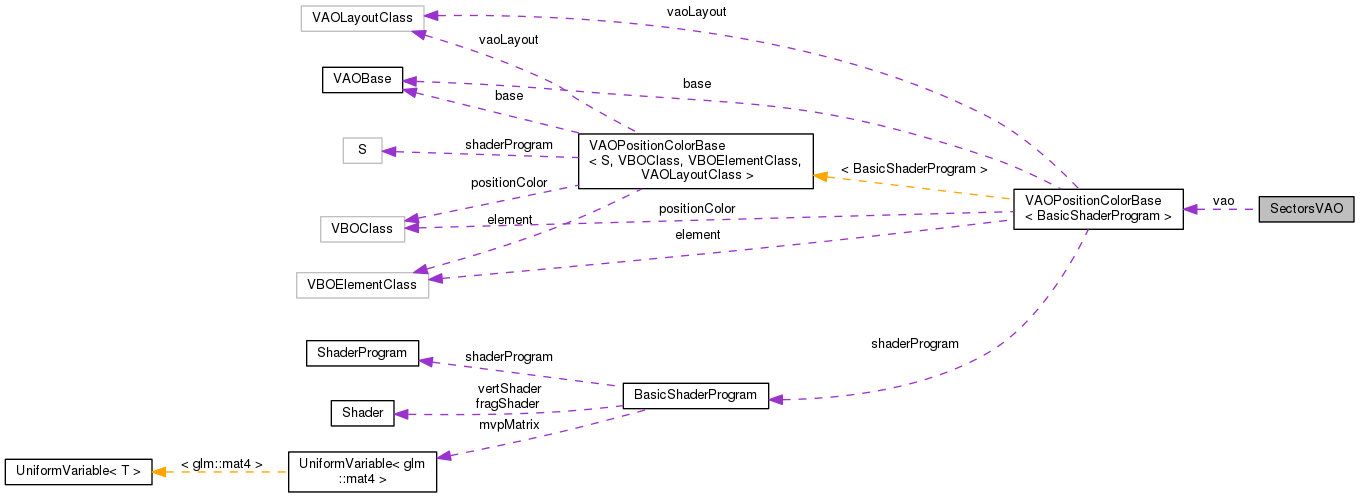 VAOLayoutClass
vaoLayout
vaoLayout
VAOBase
base
base
VAOPositionColorBase
< S, VBOClass, VBOElementClass,
VAOLayoutClass >
S
shaderProgram
< BasicShaderProgram >
positionColor
VAOPositionColorBase
< BasicShaderProgram >
vao
SectorsVAO
positionColor
VBOClass
element
element
VBOElementClass
shaderProgram
ShaderProgram
shaderProgram
vertShader
fragShader
BasicShaderProgram
Shader
mvpMatrix
UniformVariable< T >
< glm::mat4 >
UniformVariable< glm
::mat4 >